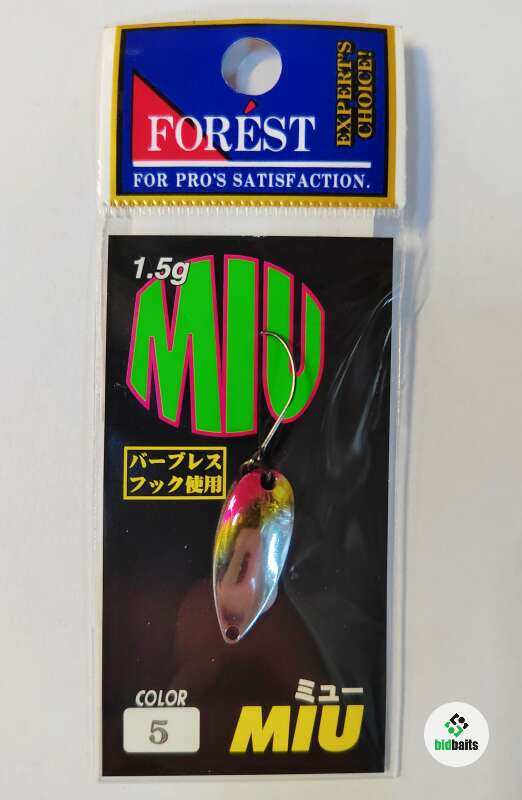 EXPERT'S
CHOICE!
FORÉST
FOR PRO'S SATISFACTION.
1.5g
MIU
バーブレス
フック使用
COLOR
5
ミュー
MIU
bidbaits